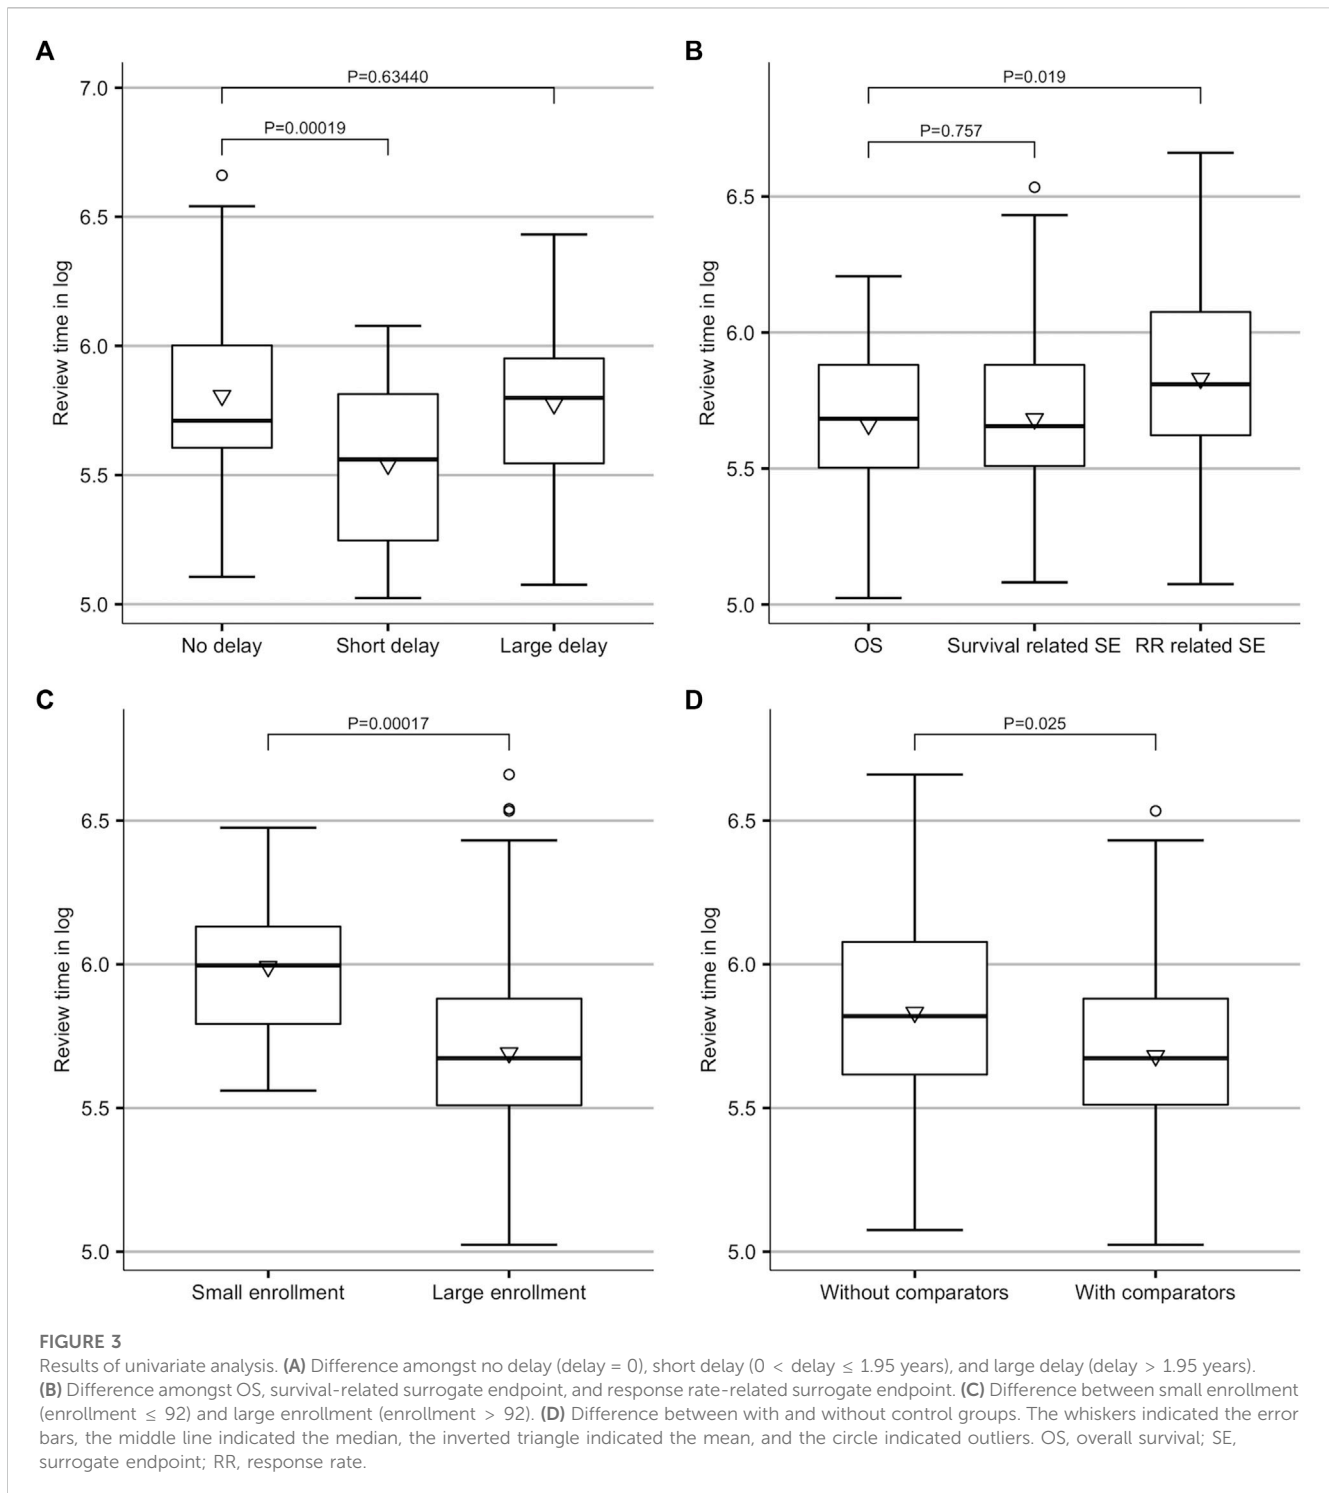 A
P=0.63440
P=0.00019
Review time in log
7.0
6.5
6.0
5.5
5.0
No delay
Short delay
Large delay
B
P=0.019
P=0.757
Review time in log
6.5
6.0
5.5
5.0
OS
Survival related SE
RR related SE
C
P=0.00017
Review time in log
6.5
6.0
5.5
5.0
Small enrollment
Large enrollment
D
P=0.025
Review time in log
6.5
6.0
5.5
5.0
Without comparators
With comparators
FIGURE 3
Results of univariate analysis. (A) Difference amongst no delay (delay = 0), short delay (0 < delay ≤ 1.95 years), and large delay (delay > 1.95 years).
(B) Difference amongst OS, survival-related surrogate endpoint, and response rate-related surrogate endpoint. (C) Difference between small enrollment
(enrollment ≤ 92) and large enrollment (enrollment > 92). (D) Difference between with and without control groups. The whiskers indicated the error
bars, the middle line indicated the median, the inverted triangle indicated the mean, and the circle indicated outliers. OS, overall survival; SE,
surrogate endpoint; RR, response rate.